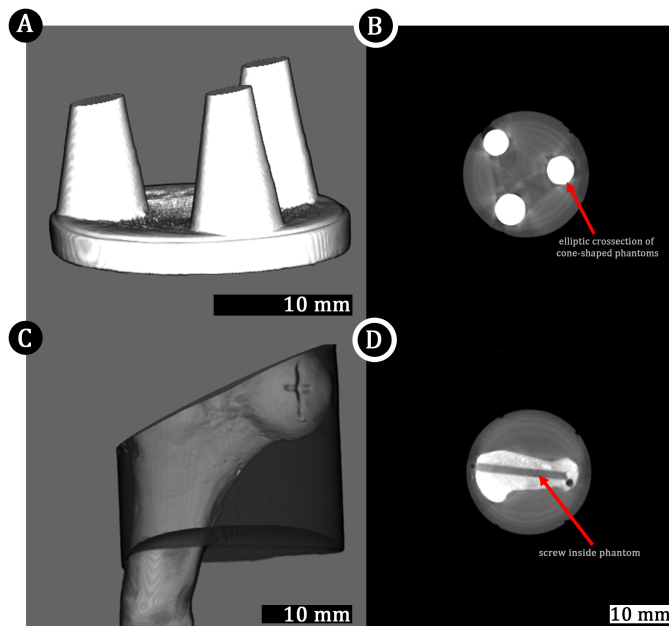 A
B
elliptic crossection of
cone-shaped phantoms
10 mm
C
D
screw inside phantom
10 mm
10 mm